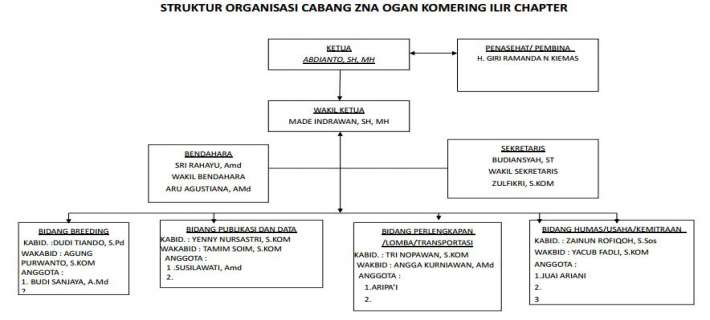 STRUKTUR ORGANISASI CABANG ZNA OGAN KOMERING ILIR CHAPTER
KETUA
ABDIANTO, SH, MH
PENASEHAT/ PEMBINA
H. GIRI RAMANDA N KIEMAS
WAKIL KETUA
MADE INDRAWAN, SH, MH
BENDAHARA
SRI RAHAYU, Amd
WAKIL BENDAHARA
ARU AGUSTIANA, AMd
SEKRETARIS
BUDIANSYAH, ST
WAKIL SEKRETARIS
ZULFIKRI, S.KOM
BIDANG BREEDING
KABID. :DUDI TIANDO, S.Pd
WAKABID : AGUNG
PURWANTO, S.KOM
ANGGOTA :
1. BUDI SANJAYA, A.Md
2
BIDANG PUBLIKASI DAN DATA
KABID. : YENNY NURSASTRI, S.KOM
WAKABID : TAMIM SOIM, S.KOM
ANGGOTA :
1 .SUSILAWATI, Amd
2.
BIDANG PERLENGKAPAN
/LOMBA/TRANSPORTASI
KABID. : TRI NOPAWAN, S.KOM
WAKBID : ANGGA KURNIAWAN, AMd
ANGGOTA :
1.ARIPA'I
2.
BIDANG HUMAS/USAHA/KEMITRAAN
KABID. : ZAINUN ROFIQOH, S.Sos
WAKBID : YACUB FADLI, S.KOM
ANGGOTA :
1.JUAI ARIANI
2.
3